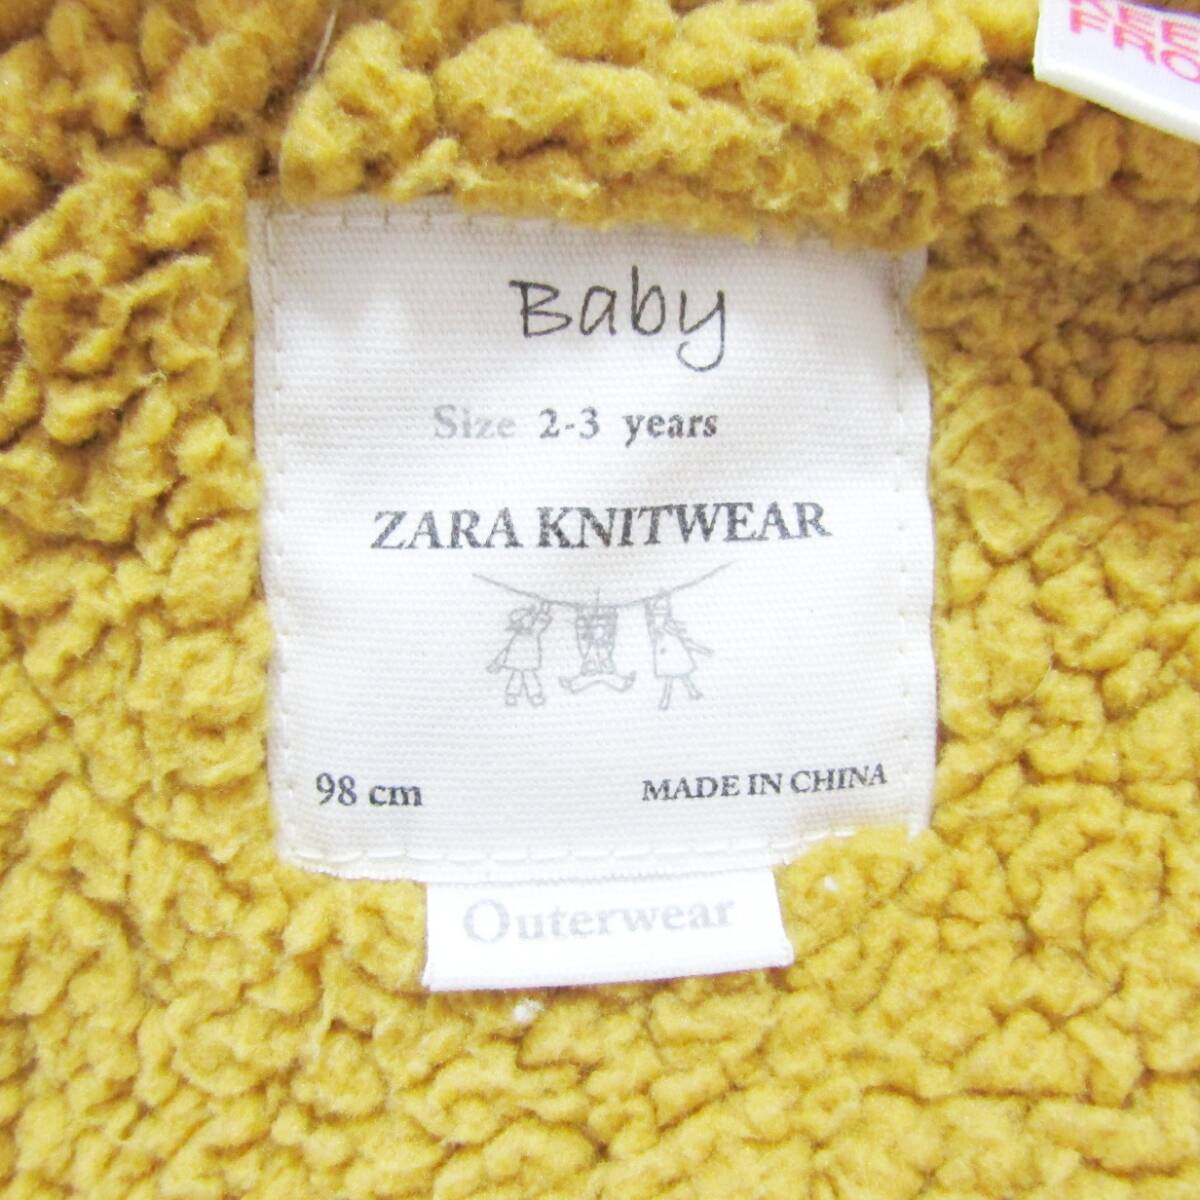 Baby
Size 2-3 years
ZARA KNITWEAR
98 cm
MADE IN CHINA
Outerwear